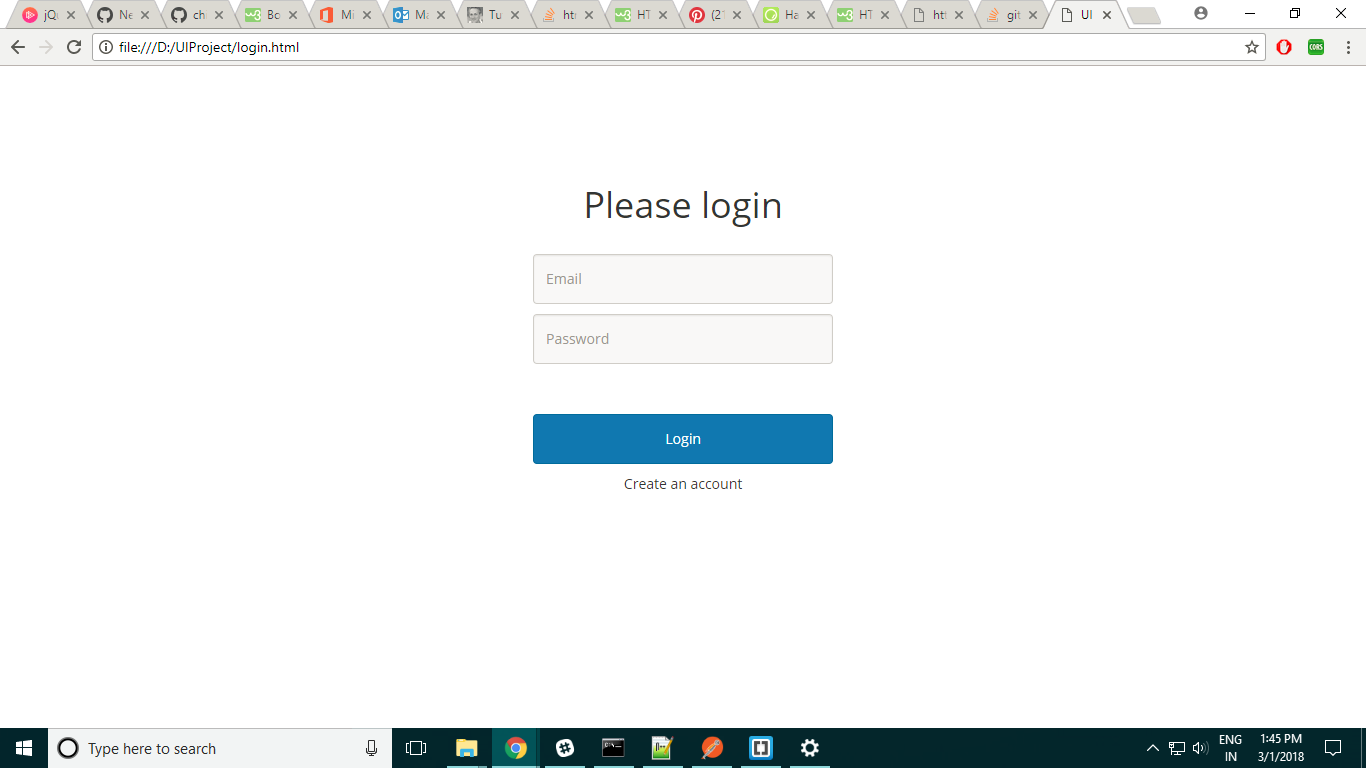 jQ Ne ch Bo Mi Ma Tu htt HT (2 Ha HT htt git UI
file:///D:/UIProject/login.html
CORS
Please login
Email
Password
Login
Create an account
Type here to search
ENG
IN
1:45 PM
3/1/2018